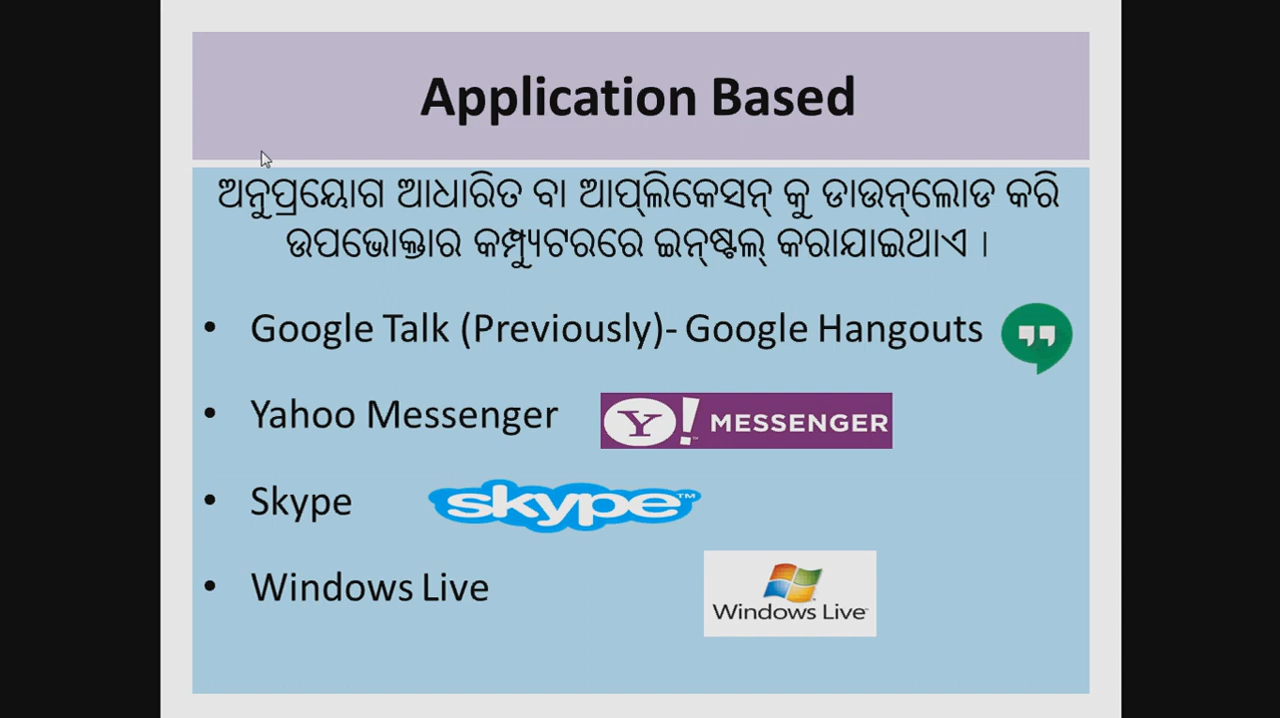 Application Based
ଅନୁପ୍ରୟୋଗ ଆଧାରିତ ବା ଆପ୍‌ଲିକେସନ୍ କୁ ଡାଉନ୍‌ଲୋଡ କରି
ଉପଭୋକ୍ତାର କମ୍ପ୍ୟୁଟରରେ ଇନ୍‌ଷ୍ଟଲ୍ କରାଯାଇଥାଏ ।
• Google Talk (Previously)- Google Hangouts
• Yahoo Messenger
Y! MESSENGER
• Skype
skype™
• Windows Live
Windows Live